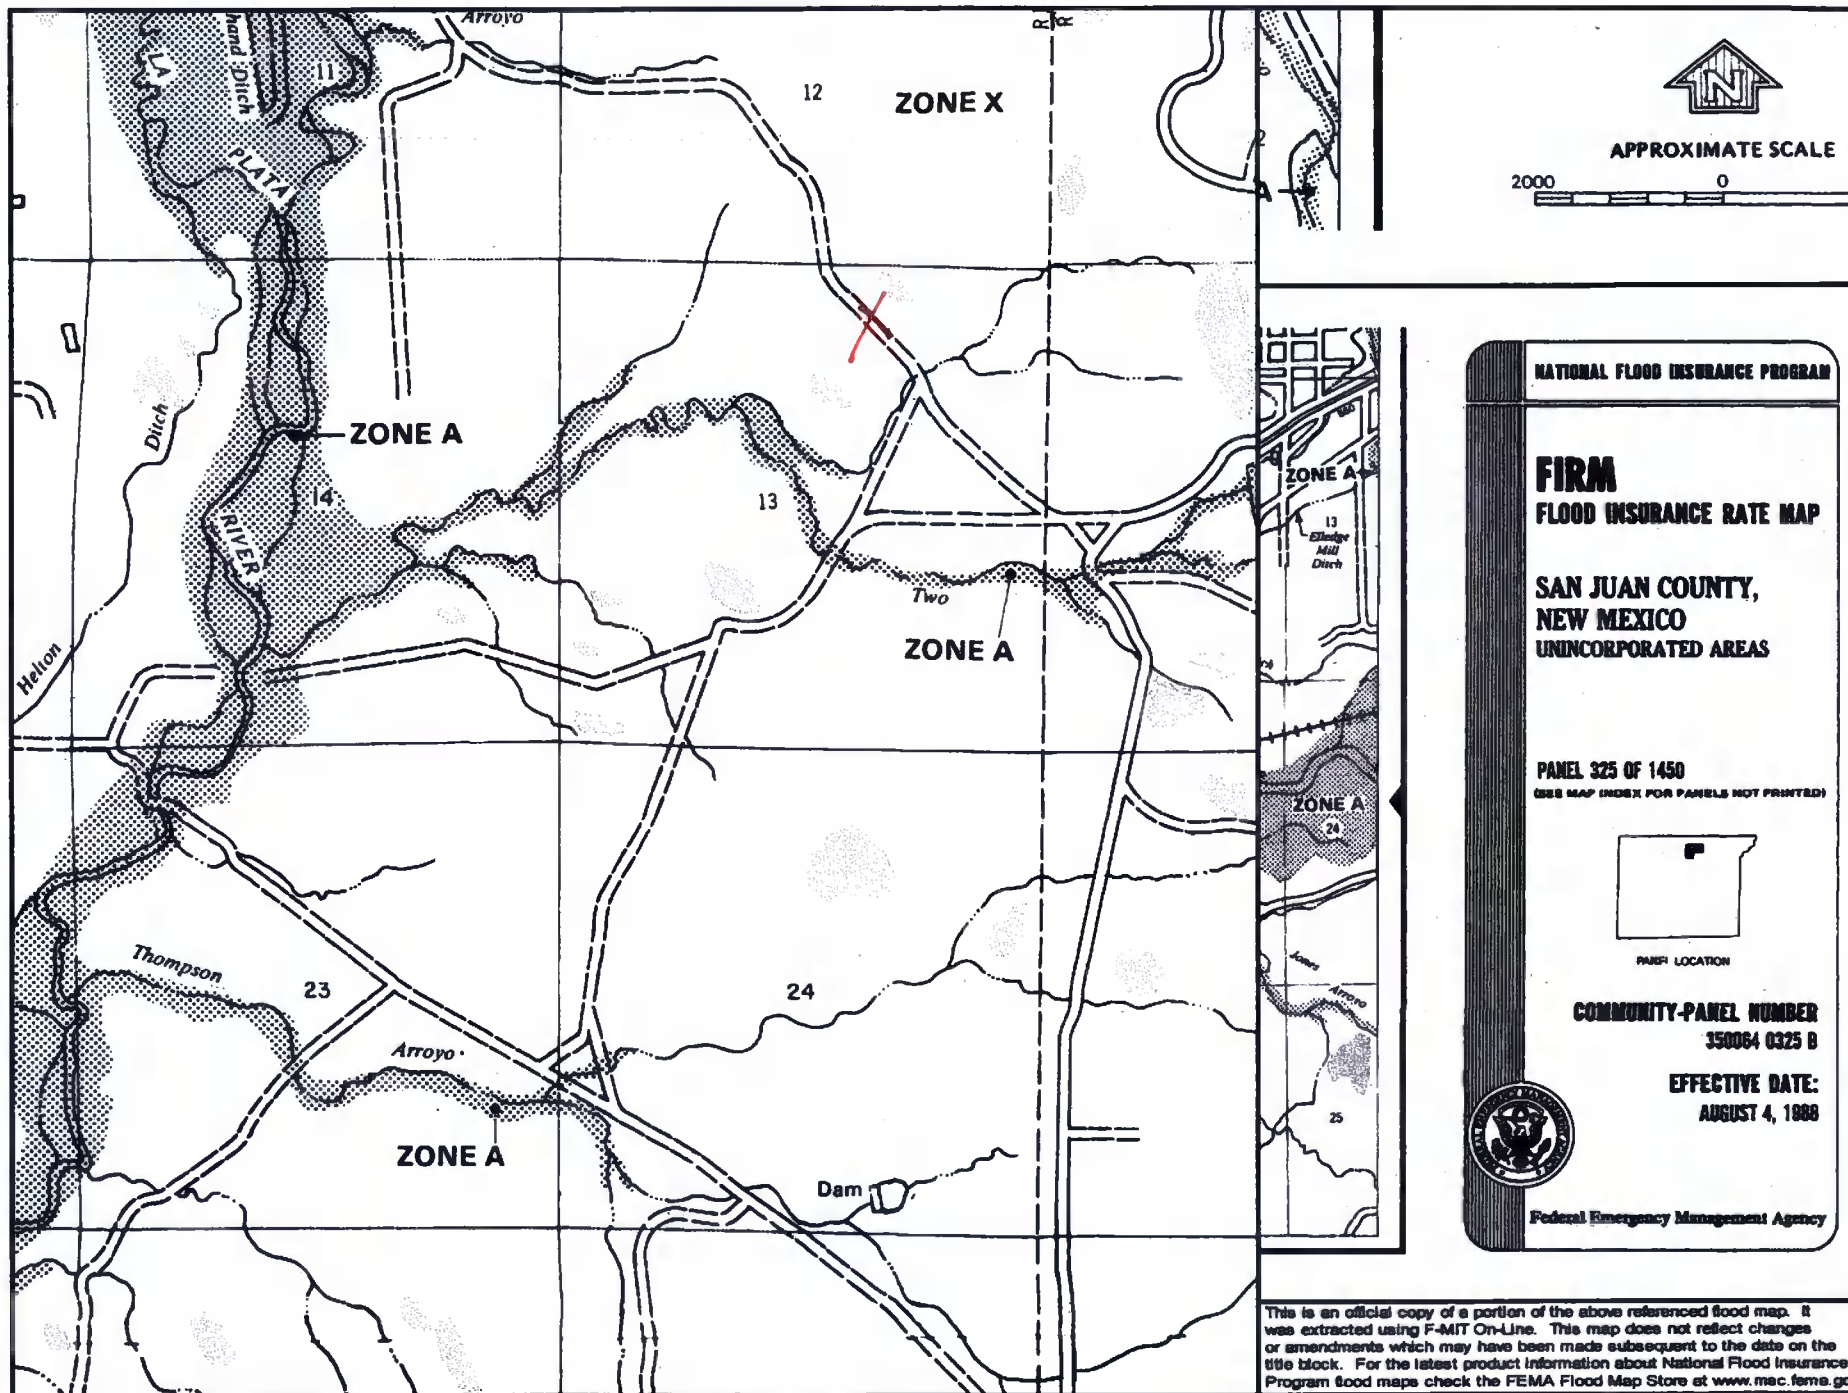 Arroyo
R
R
LA
hand Ditch
11
12
ZONE X
PLATA
N
APPROXIMATE SCALE
2000
0
2
A
NATIONAL FLOOD INSURANCE PROGRAM
Ditch
ZONE A
14
13
RIVER
ZONE A
13
Elledge
Mill
Ditch
FIRM
FLOOD INSURANCE RATE MAP
SAN JUAN COUNTY,
NEW MEXICO
UNINCORPORATED AREAS
Two
ZONE A
Helton
PANEL 325 OF 1450
(SEE MAP INDEX FOR PANELS NOT PRINTED)
ZONE A
24
PANEL LOCATION
Thompson
23
24
Jones
Arroyo
COMMUNITY-PANEL NUMBER
350064 0325 B
Arroyo
EFFECTIVE DATE:
AUGUST 4, 1988
25
ZONE A
Dam
Federal Emergency Management Agency
This is an official copy of a portion of the above referenced flood map. It
was extracted using F-MIT On-Line. This map does not reflect changes
or amendments which may have been made subsequent to the date on the
title block. For the latest product information about National Flood Insurance
Program flood maps check the FEMA Flood Map Store at www.msc.fema.go